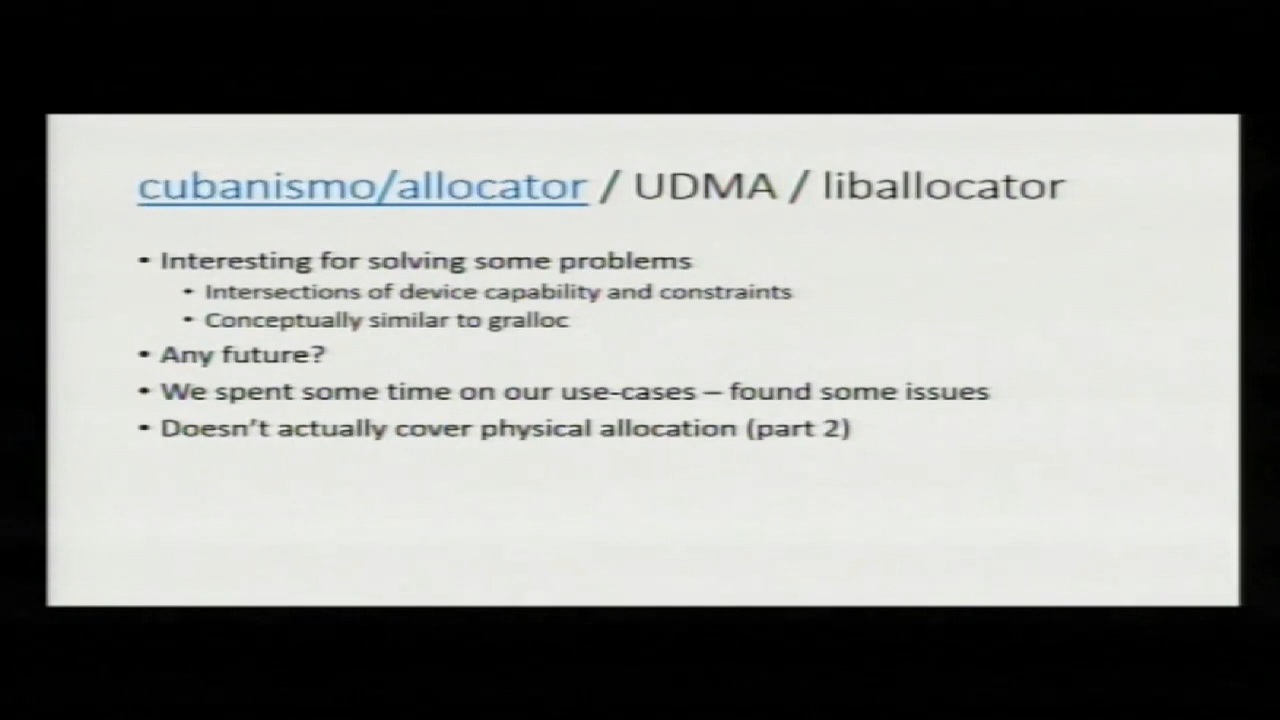 cubanismo/allocator / UDMA / liballocator
• Interesting for solving some problems
• Intersections of device capability and constraints
• Conceptually similar to gralloc
• Any future?
• We spent some time on our use-cases – found some issues
• Doesn't actually cover physical allocation (part 2)